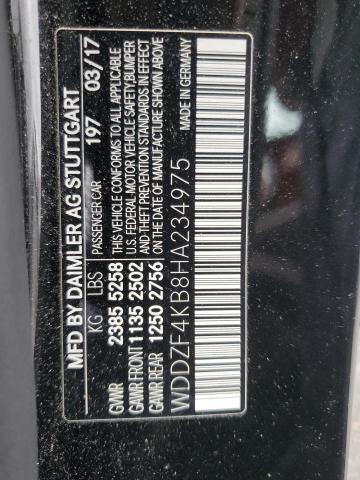 MFD BY DAIMLER AG STUTTGART
PASSENGER CAR 197 03/17
KG LBS
GVWR 2385 5258
GAWR FRONT 1135 2502
GAWR REAR 1250 2756
THIS VEHICLE CONFORMS TO ALL APPLICABLE
U.S. FEDERAL MOTOR VEHICLE SAFETY, BUMPER,
AND THEFT PREVENTION STANDARDS IN EFFECT
ON THE DATE OF MANUFACTURE SHOWN ABOVE
WDDZF4KB8HA234975
MADE IN GERMANY